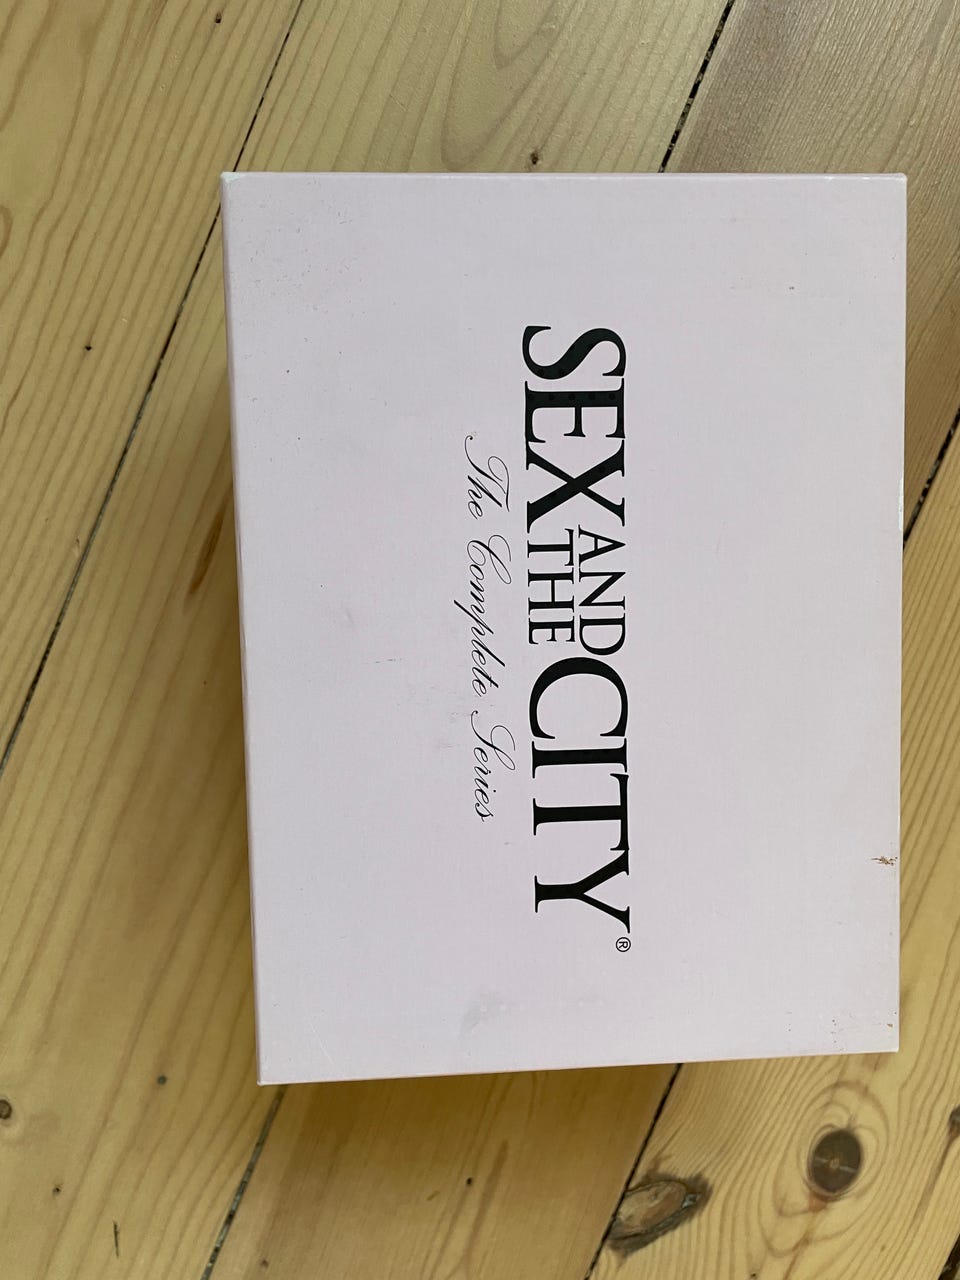 SEX AND THE CITY®
The Complete Series